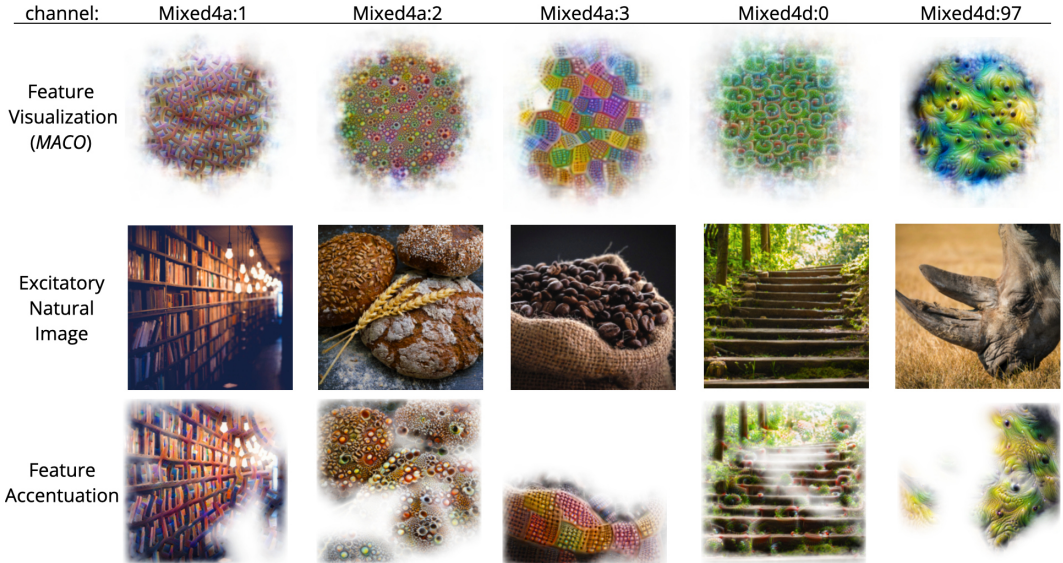 channel: Mixed4a:1 Mixed4a:2 Mixed4a:3 Mixed4d:0 Mixed4d:97
Feature
Visualization
(MACO)
Excitatory
Natural
Image
Feature
Accentuation